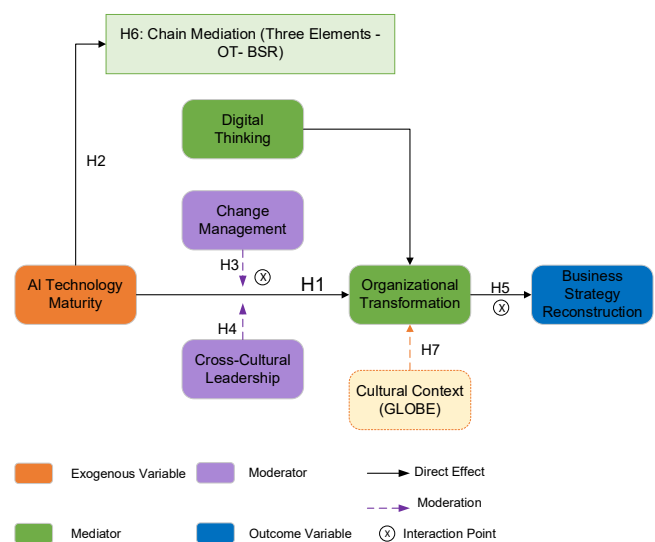 H6: Chain Mediation (Three Elements -
OT- BSR)
Digital
Thinking
H2
Change
Management
H3
ⓧ
AI Technology
Maturity
H1
Organizational
Transformation
H5
ⓧ
Business
Strategy
Reconstruction
H4
Cross-Cultural
Leadership
H7
Cultural Context
(GLOBE)
Exogenous Variable
Moderator
Direct Effect
Moderation
Mediator
Outcome Variable
ⓧ Interaction Point